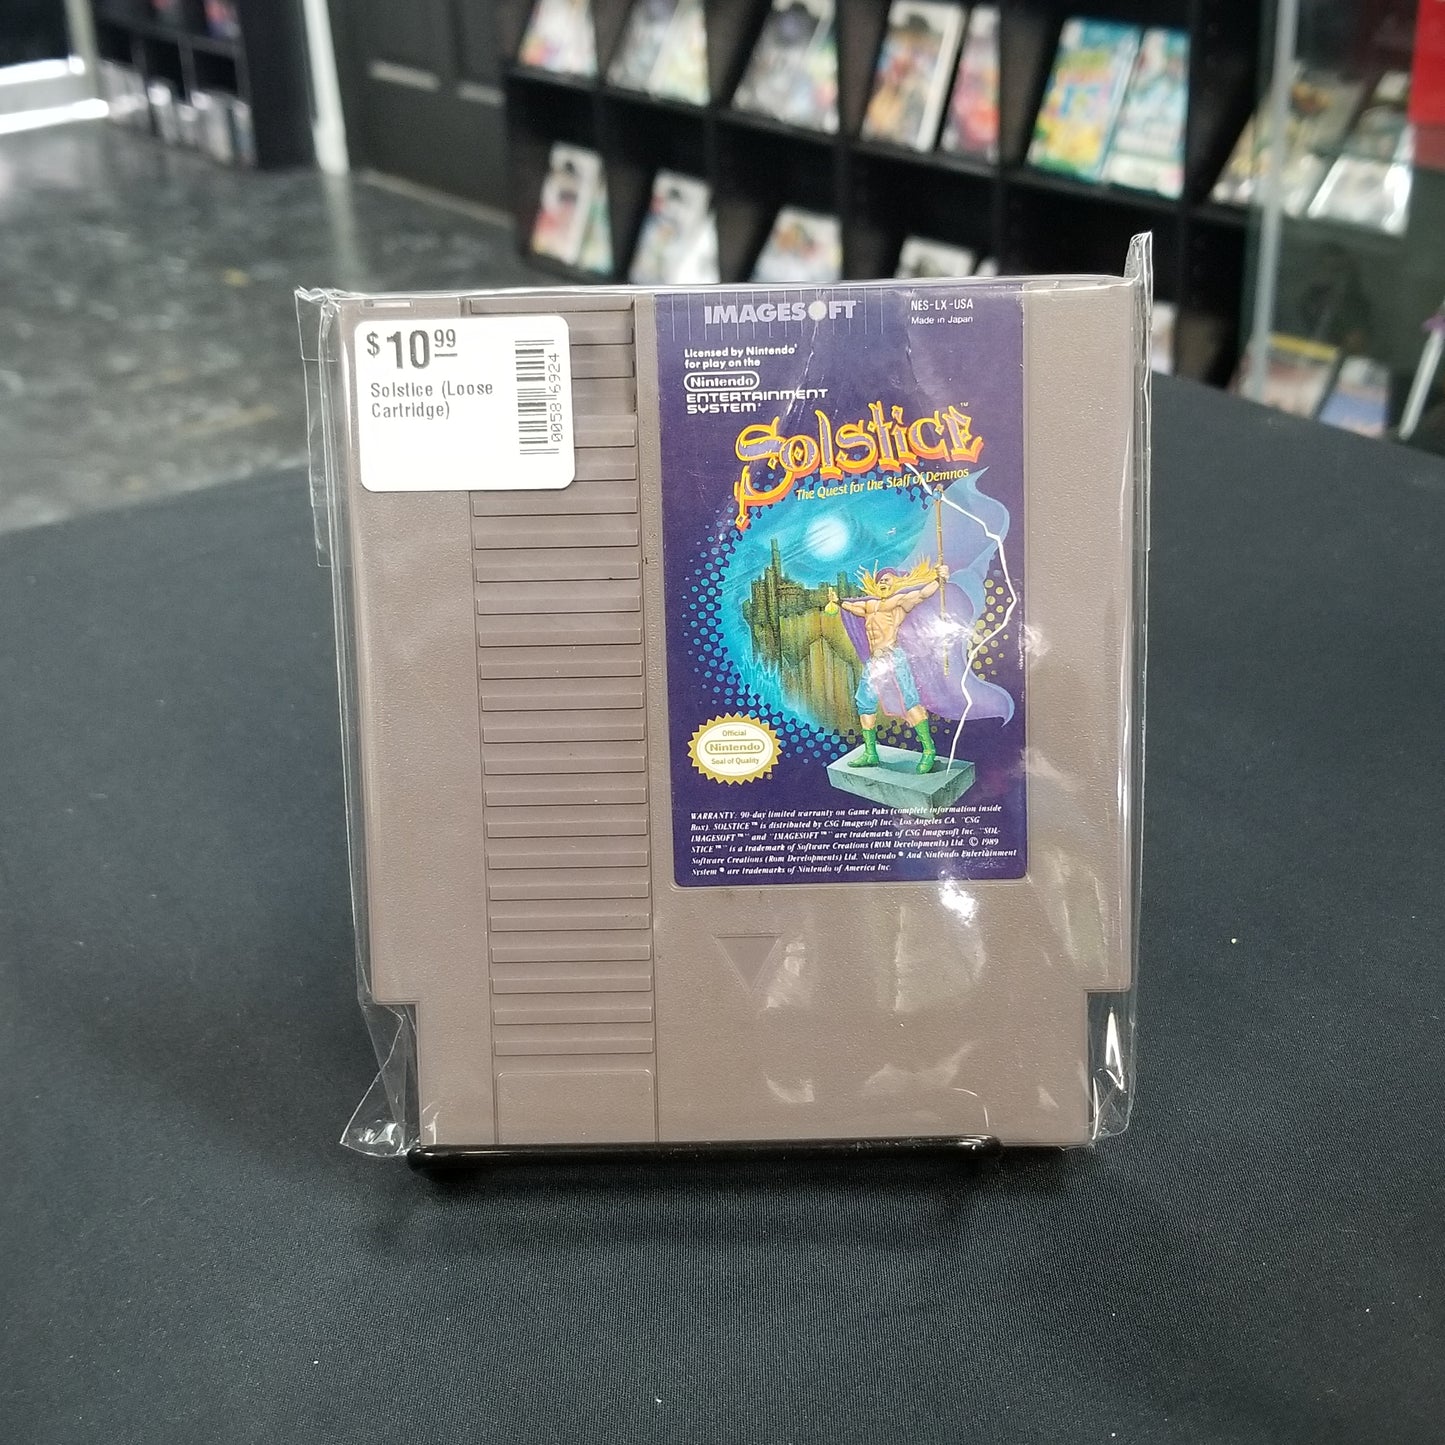 $10.99
Solstice (Loose
Cartridge)
0058 6924
IMAGESOFT™
NES-LX-USA
Made in Japan
Licensed by Nintendo®
for play on the
Nintendo
ENTERTAINMENT
SYSTEM®
Solstice™
The Quest for the Staff of Demnos
Official
Nintendo
Seal of Quality
®
WARRANTY: 90-day limited warranty on Game Paks (complete information inside
Box). SOLSTICE™ is distributed by CSG Imagesoft Inc., Los Angeles CA. "CSG
IMAGESOFT™" and "IMAGESOFT™" are trademarks of CSG Imagesoft Inc. "SOL-
STICE™" is a trademark of Software Creations (ROM Developments) Ltd. © 1989
Software Creations (Rom Developments) Ltd. Nintendo® And Nintendo Entertainment
System® are trademarks of Nintendo of America Inc.